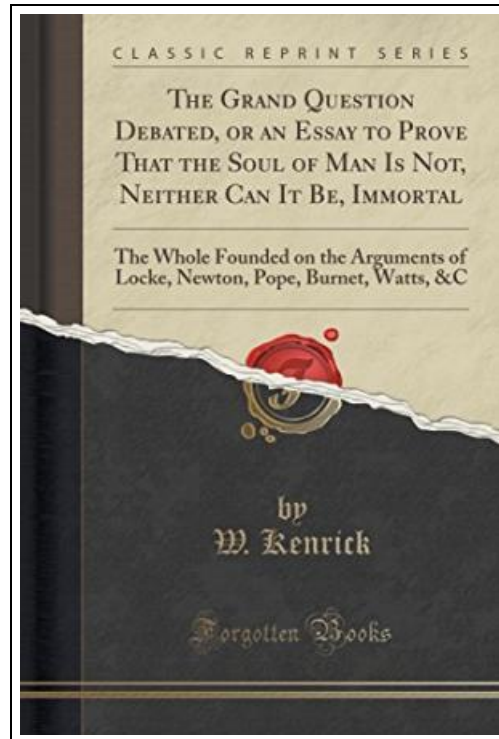 CLASSIC REPRINT SERIES
THE GRAND QUESTION
DEBATED, OR AN ESSAY TO PROVE
THAT THE SOUL OF MAN IS NOT,
NEITHER CAN IT BE, IMMORTAL
The Whole Founded on the Arguments of
Locke, Newton, Pope, Burnet, Watts, &C
by
W. Kenrick
Forgotten Books